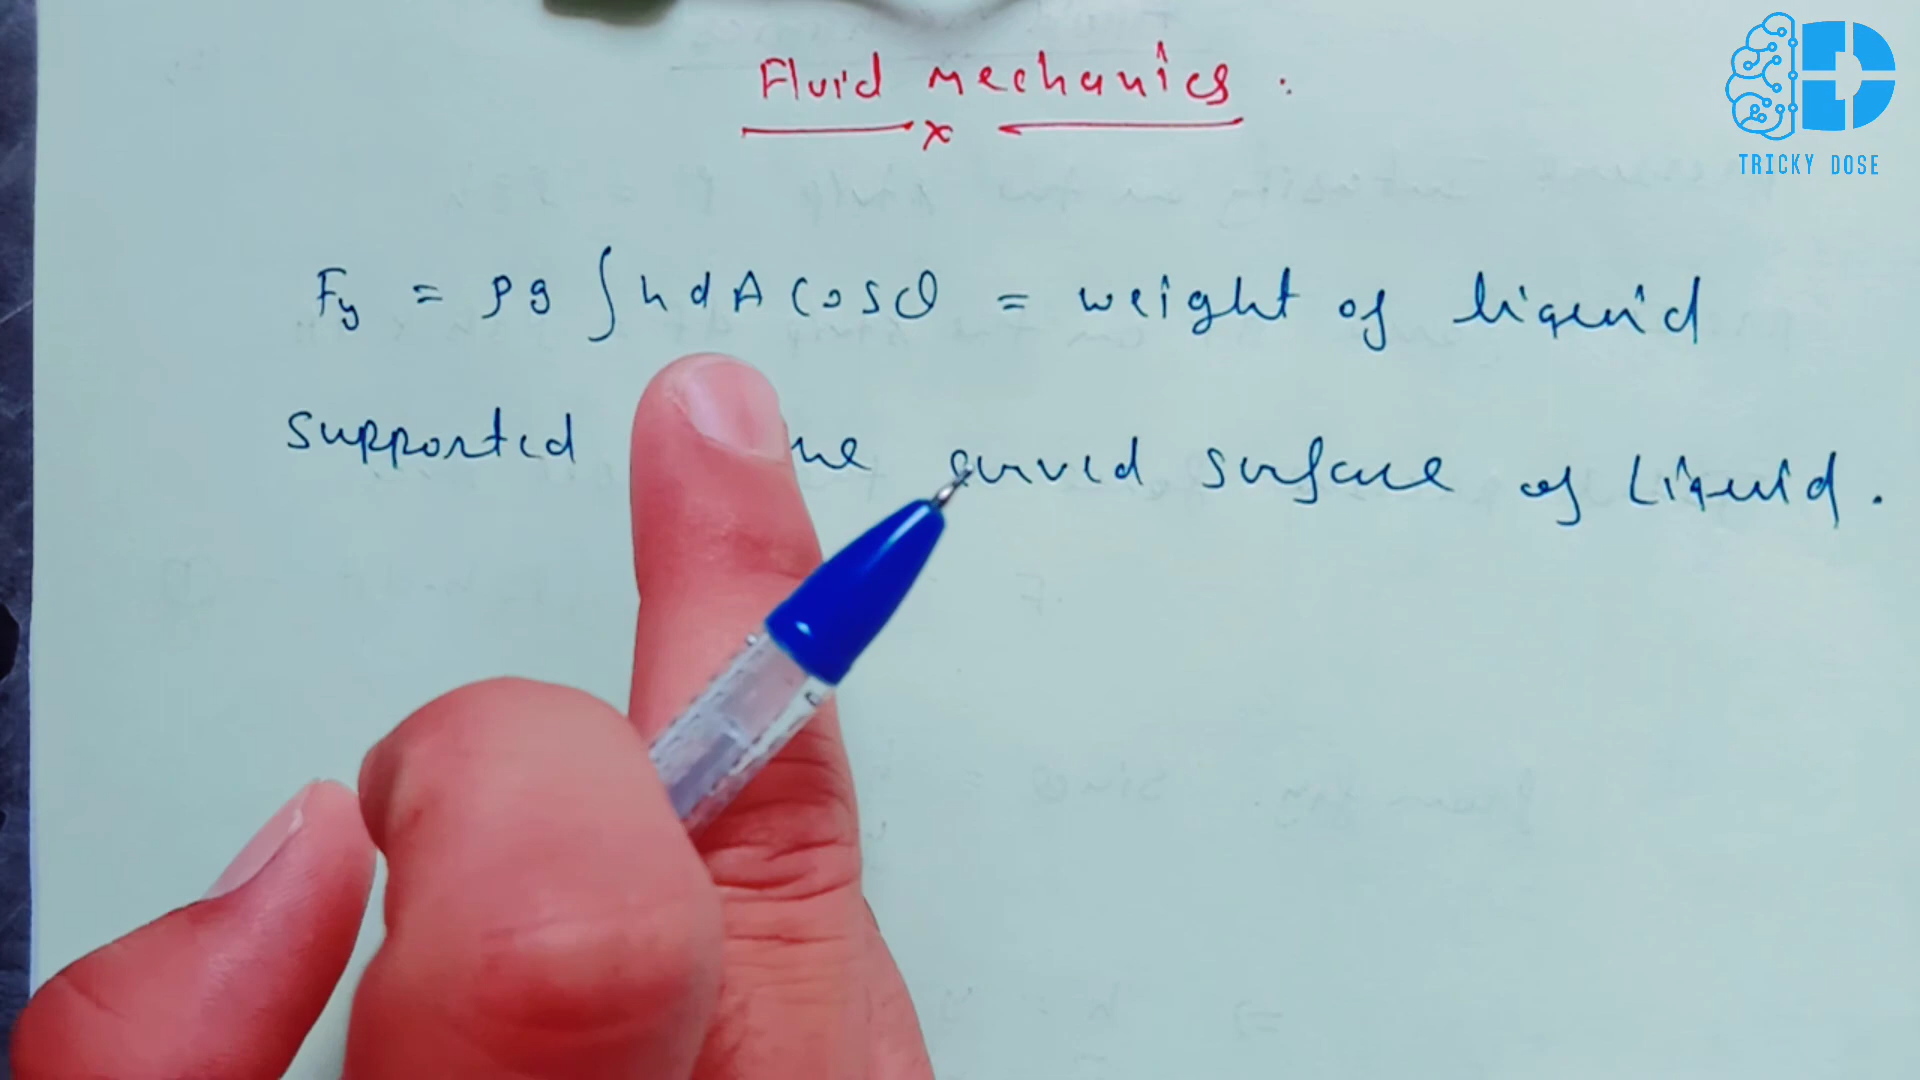 Fluid mechanics :
x
TRICKY DOSE
Fy = ρg ∫h dA Cosθ = weight of liquid
supported curved surface of Liquid.